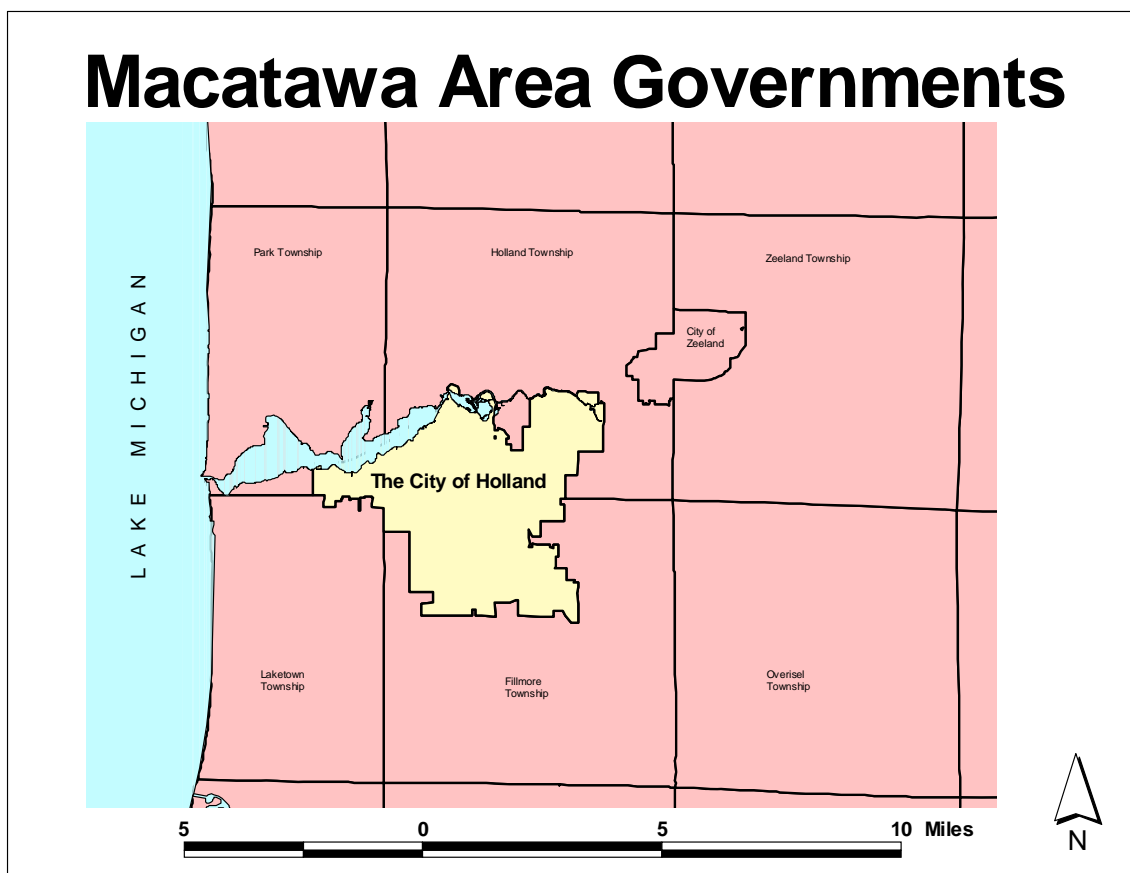 Macatawa Area Governments
Park Township
Holland Township
Zeeland Township
City of
Zeeland
LAKE MICHIGAN
The City of Holland
Laketown
Township
Fillmore
Township
Overisel
Township
5 0 5 10 Miles
N